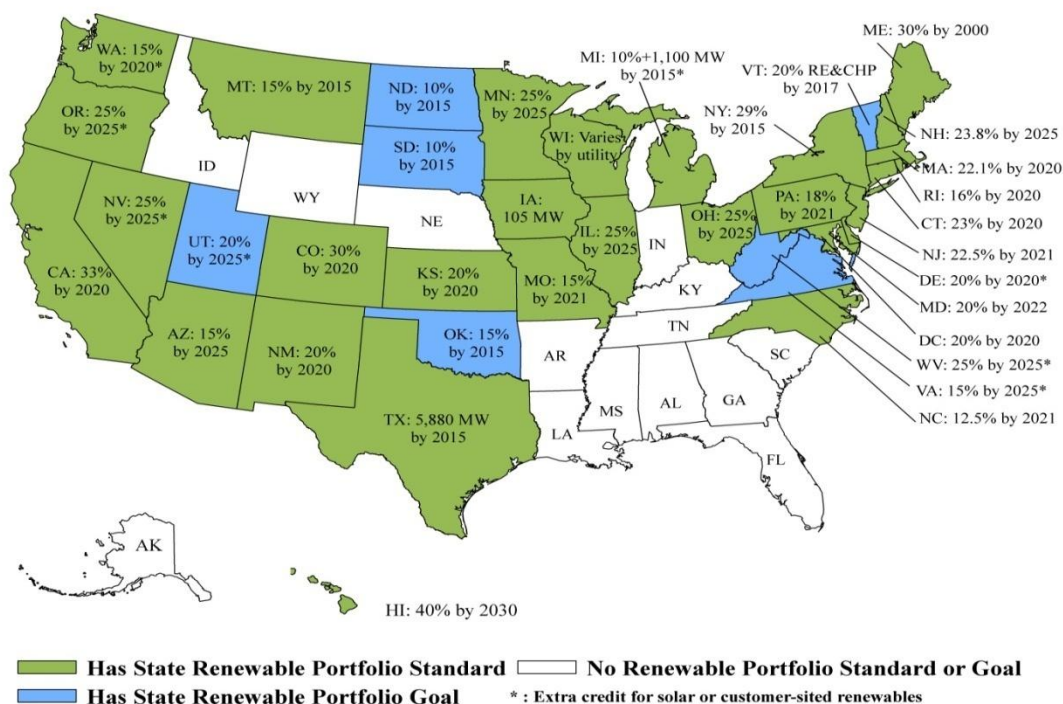 ME: 30% by 2000
WA: 15%
by 2020*
MI: 10%+1,100 MW
by 2015*
VT: 20% RE&CHP
by 2017
MT: 15% by 2015
ND: 10%
by 2015
MN: 25%
by 2025
NY: 29%
by 2015
OR: 25%
by 2025*
NH: 23.8% by 2025
WI: Varies
by utility
SD: 10%
by 2015
MA: 22.1% by 2020
ID
WY
RI: 16% by 2020
NV: 25%
by 2025*
NE
IA:
105 MW
PA: 18%
by 2021
CT: 23% by 2020
IL: 25%
by 2025
OH: 25%
by 2025
IN
UT: 20%
by 2025*
CO: 30%
by 2020
NJ: 22.5% by 2021
CA: 33%
by 2020
KS: 20%
by 2020
MO: 15%
by 2021
DE: 20% by 2020*
KY
MD: 20% by 2022
TN
DC: 20% by 2020
AZ: 15%
by 2025
NM: 20%
by 2020
OK: 15%
by 2015
AR
SC
WV: 25% by 2025*
VA: 15% by 2025*
MS
AL
GA
NC: 12.5% by 2021
TX: 5,880 MW
by 2015
LA
FL
AK
HI: 40% by 2030
Has State Renewable Portfolio Standard
No Renewable Portfolio Standard or Goal
Has State Renewable Portfolio Goal
* : Extra credit for solar or customer-sited renewables